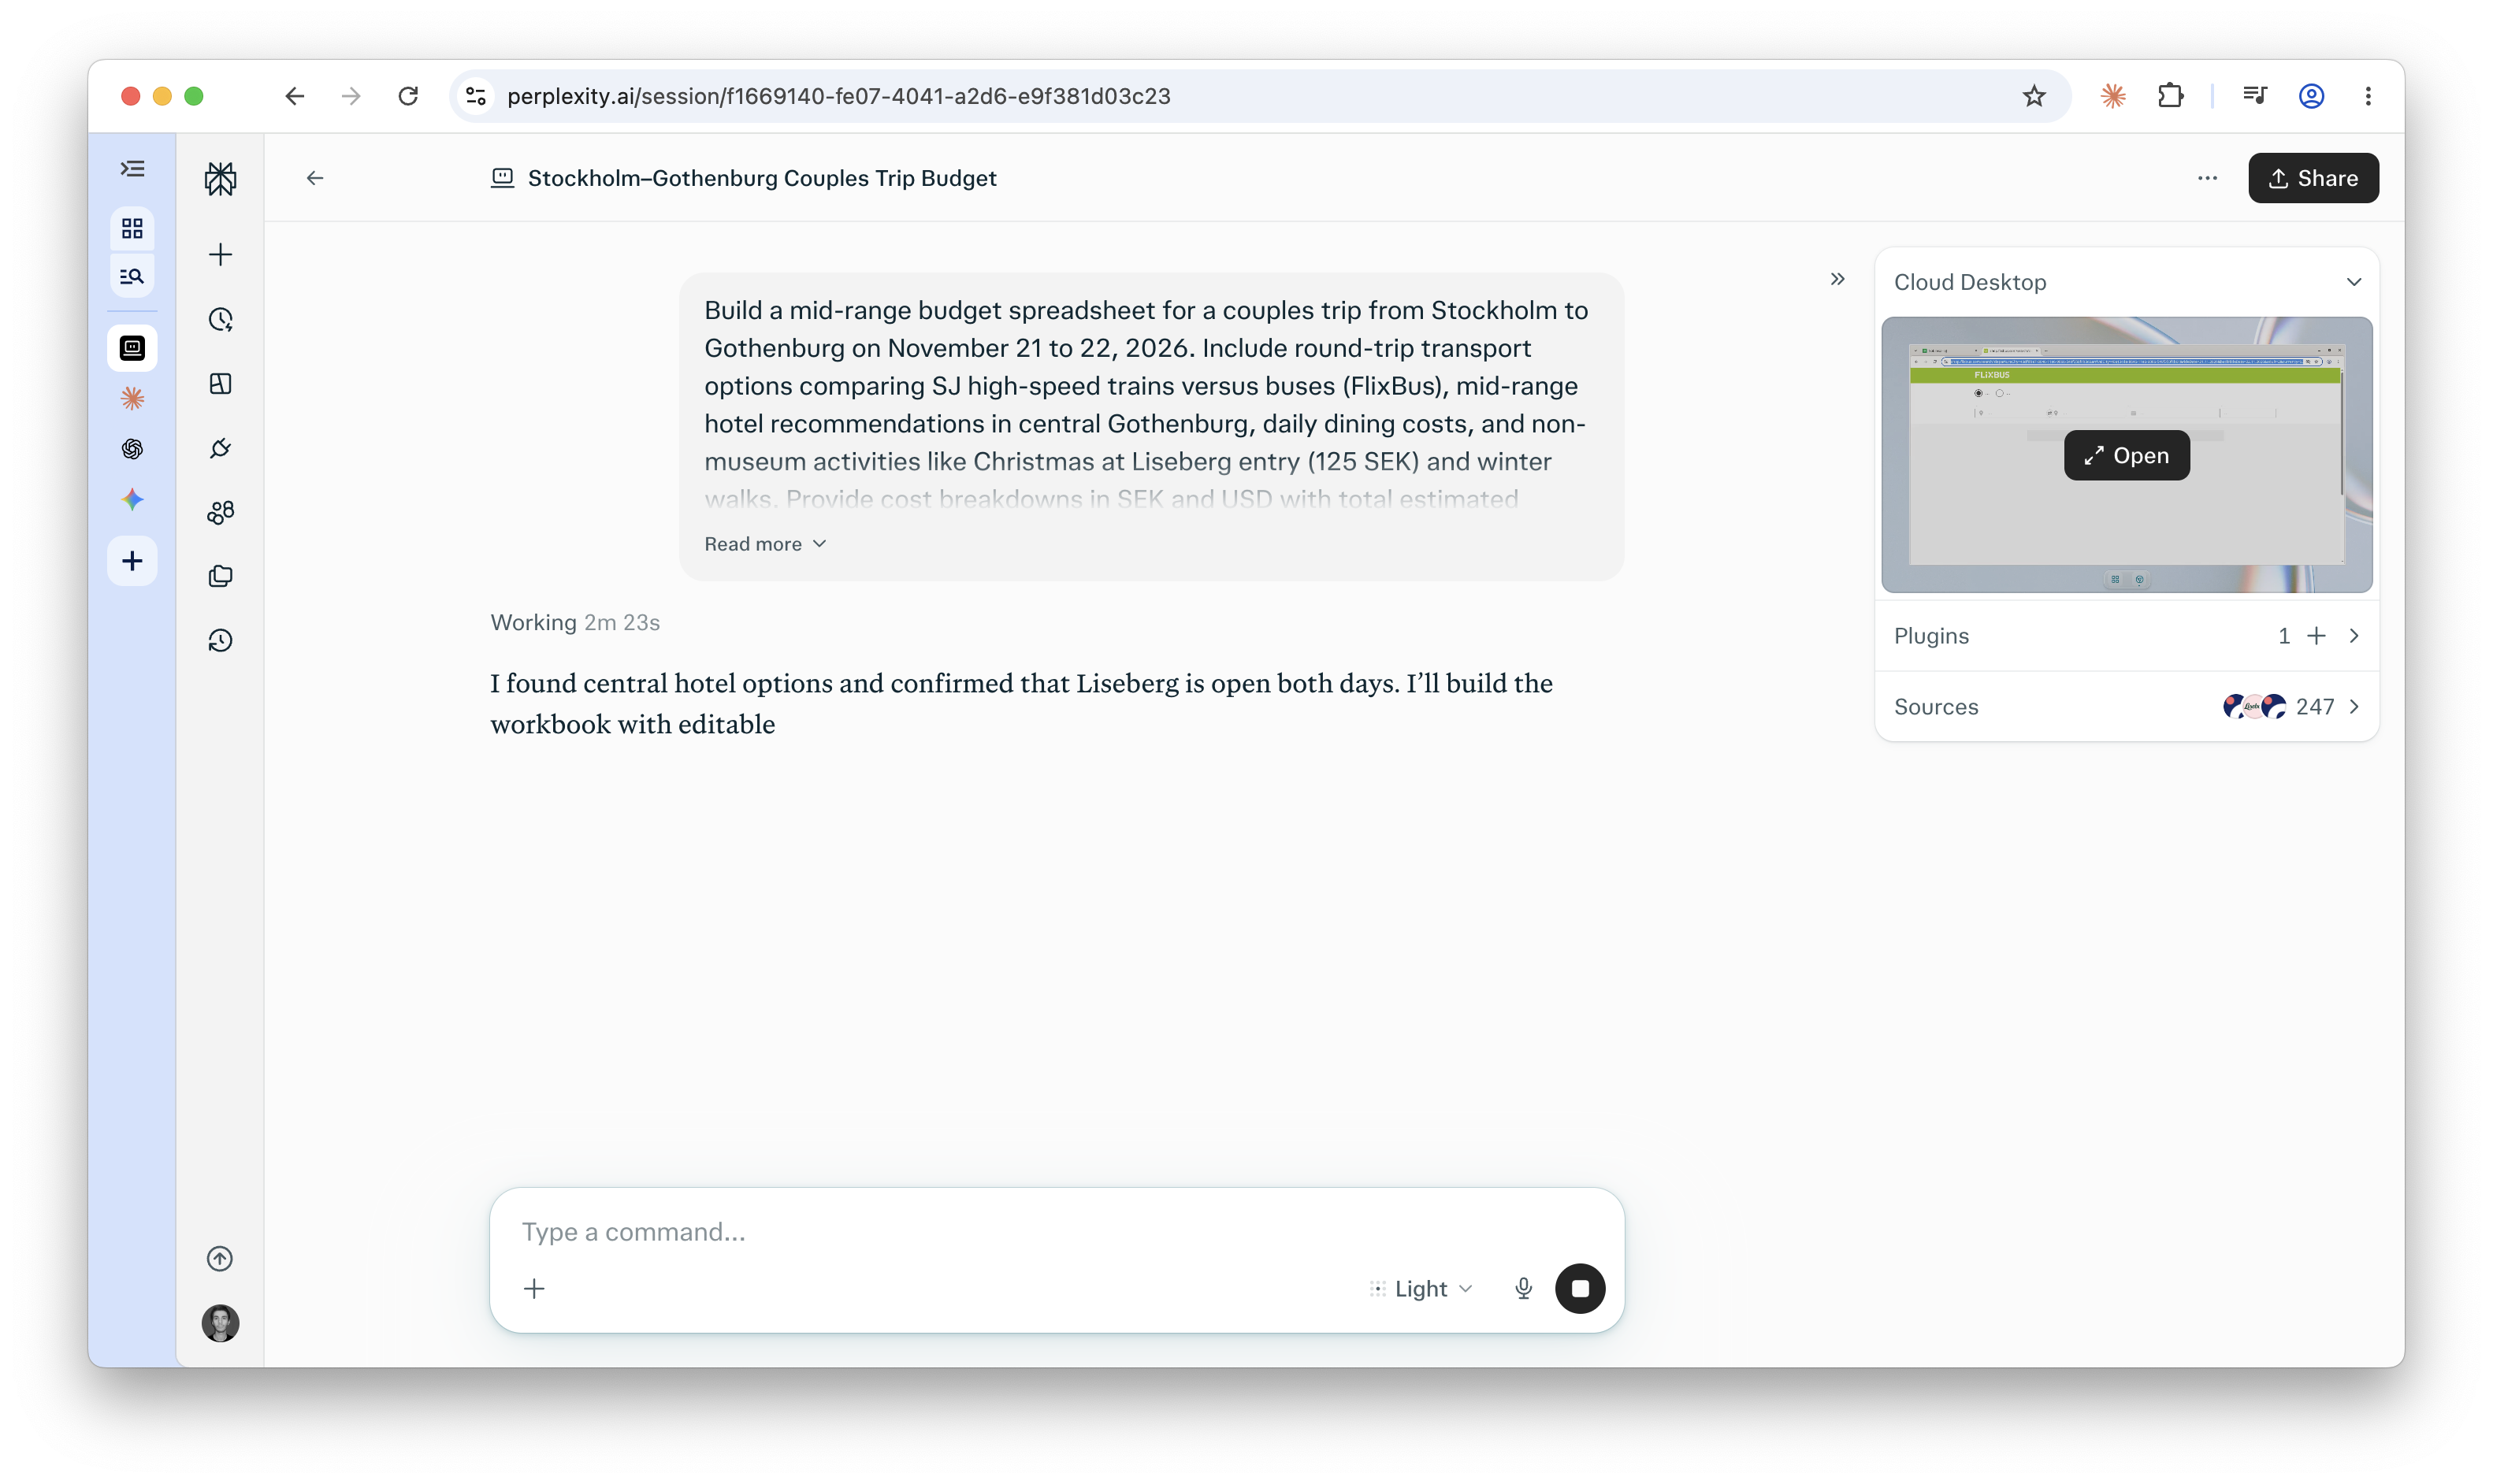 perplexity.ai/session/f1669140-fe07-4041-a2d6-e9f381d03c23
Stockholm–Gothenburg Couples Trip Budget
Share
Build a mid-range budget spreadsheet for a couples trip from Stockholm to
Gothenburg on November 21 to 22, 2026. Include round-trip transport
options comparing SJ high-speed trains versus buses (FlixBus), mid-range
hotel recommendations in central Gothenburg, daily dining costs, and non-
museum activities like Christmas at Liseberg entry (125 SEK) and winter
walks. Provide cost breakdowns in SEK and USD with total estimated
Read more
Working 2m 23s
I found central hotel options and confirmed that Liseberg is open both days. I’ll build the
workbook with editable
Cloud Desktop
FLiXBUS
Open
Plugins
1
Sources
247
Type a command...
Light